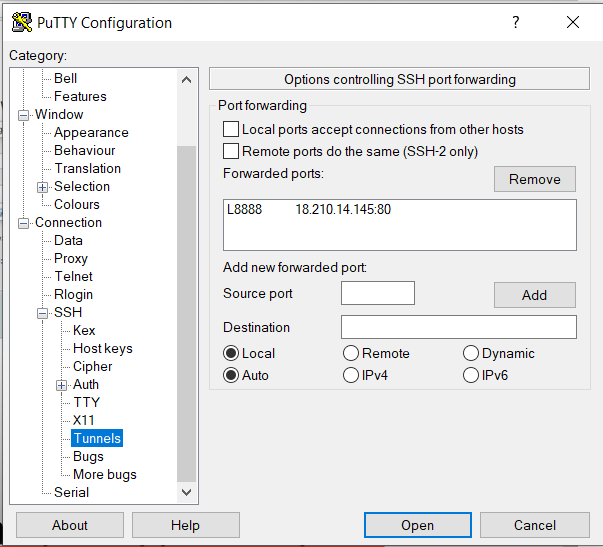 PuTTY Configuration
Category:
Bell
Features
Window
Appearance
Behaviour
Translation
Selection
Colours
Connection
Data
Proxy
Telnet
Rlogin
SSH
Kex
Host keys
Cipher
Auth
TTY
X11
Tunnels
Bugs
More bugs
Serial
Options controlling SSH port forwarding
Port forwarding
Local ports accept connections from other hosts
Remote ports do the same (SSH-2 only)
Forwarded ports:
Remove
L8888 18.210.14.145:80
Add new forwarded port:
Source port
Add
Destination
Local Remote Dynamic
Auto IPv4 IPv6
About Help Open Cancel